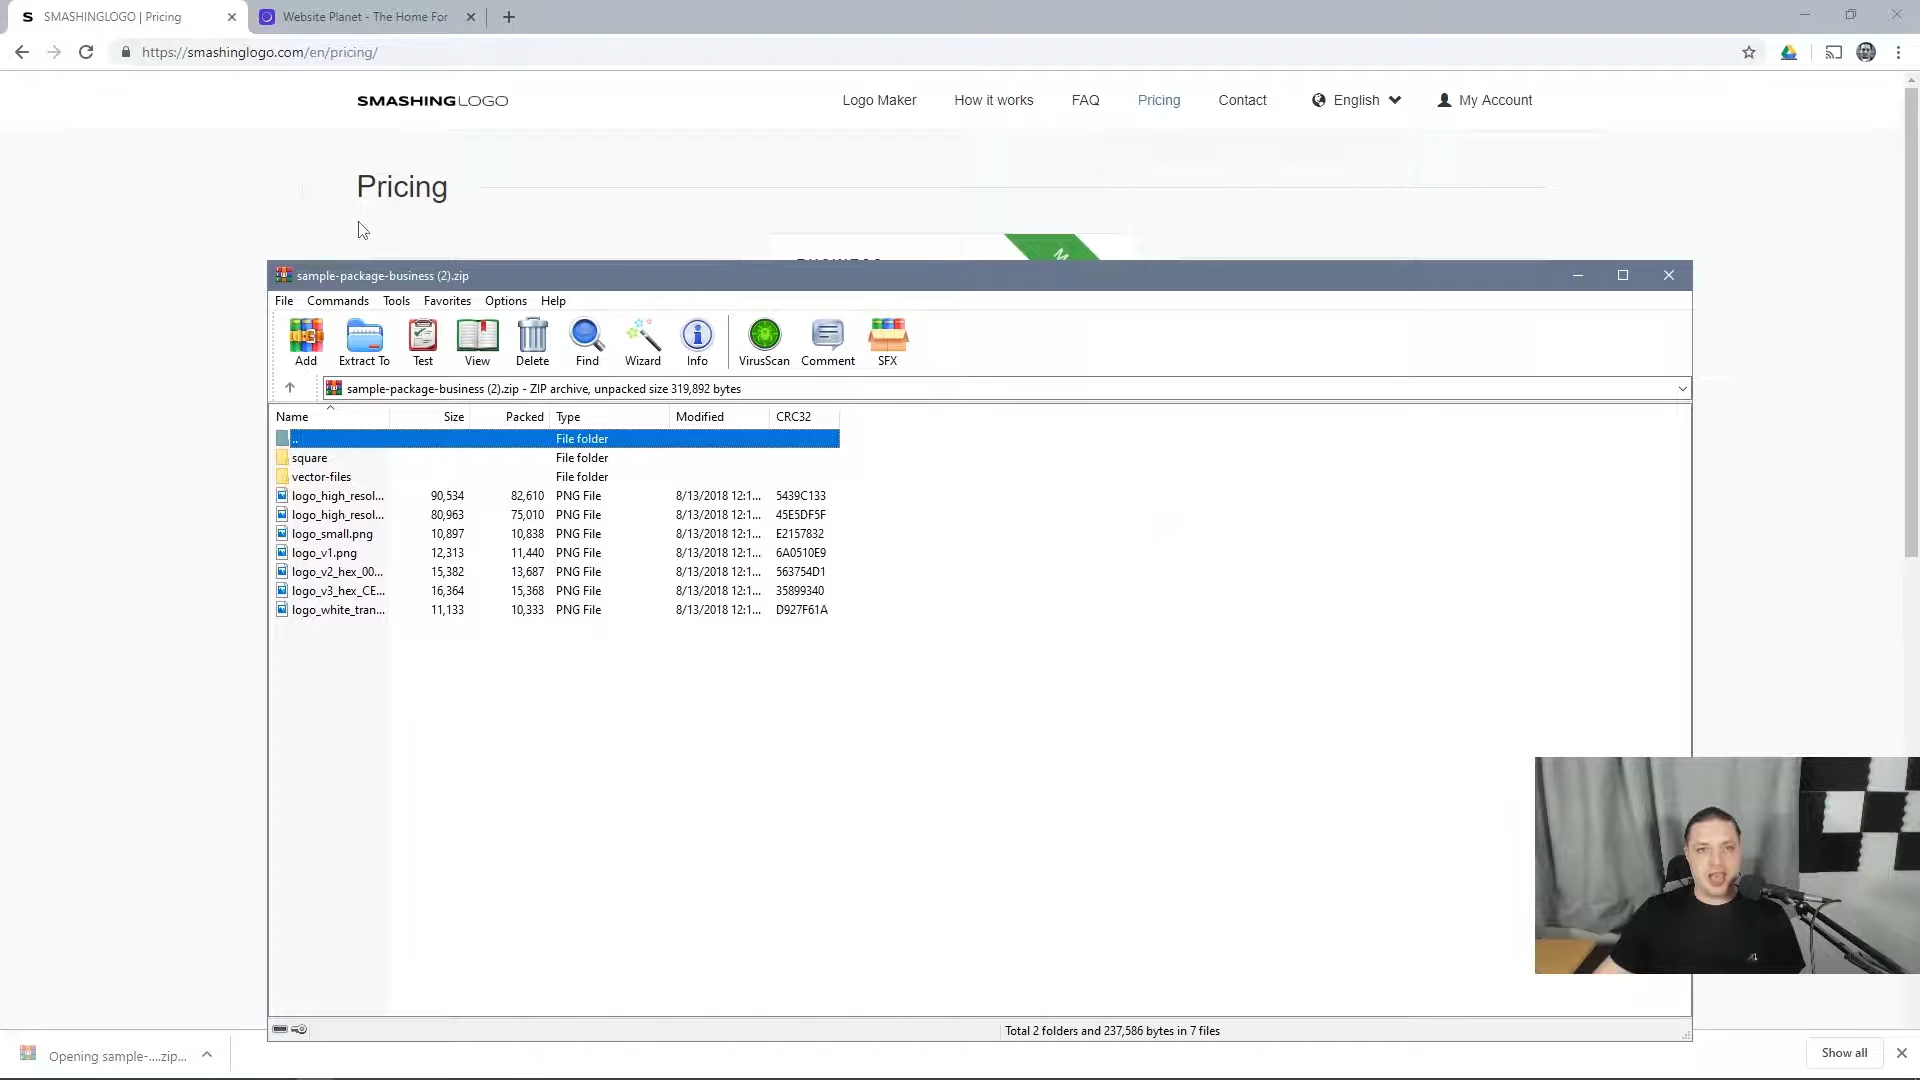 SMASHINGLOGO | Pricing
Website Planet - The Home For
https://smashinglogo.com/en/pricing/
SMASHINGLOGO
Logo Maker
How it works
FAQ
Pricing
Contact
English
My Account
Pricing
sample-package-business (2).zip
File Commands Tools Favorites Options Help
Add Extract To Test View Delete Find Wizard Info VirusScan Comment SFX
sample-package-business (2).zip - ZIP archive, unpacked size 319,892 bytes
Name Size Packed Type Modified CRC32
.. File folder
square File folder
vector-files File folder
logo_high_resol... 90,534 82,610 PNG File 8/13/2018 12:1... 5439C133
logo_high_resol... 80,963 75,010 PNG File 8/13/2018 12:1... 45E5DF5F
logo_small.png 10,897 10,838 PNG File 8/13/2018 12:1... E2157832
logo_v1.png 12,313 11,440 PNG File 8/13/2018 12:1... 6A0510E9
logo_v2_hex_00... 15,382 13,687 PNG File 8/13/2018 12:1... 563754D1
logo_v3_hex_CE... 16,364 15,368 PNG File 8/13/2018 12:1... 35899340
logo_white_tran... 11,133 10,333 PNG File 8/13/2018 12:1... D927F61A
Total 2 folders and 237,586 bytes in 7 files
Opening sample-....zip...
Show all